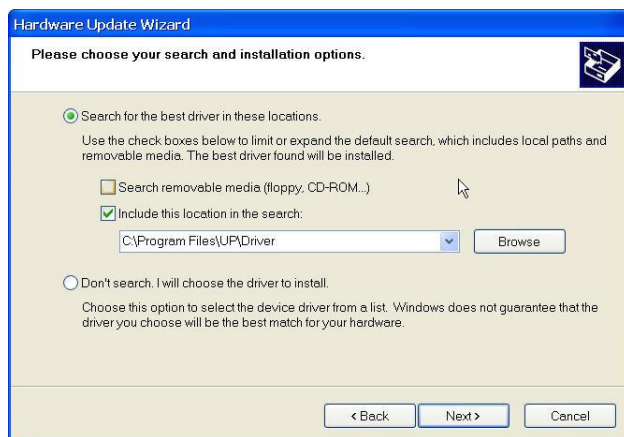 Hardware Update Wizard
Please choose your search and installation options.
Search for the best driver in these locations.
Use the check boxes below to limit or expand the default search, which includes local paths and
removable media. The best driver found will be installed.
Search removable media (floppy, CD-ROM...)
Include this location in the search:
C:\Program Files\UP\Driver
Browse
Don't search. I will choose the driver to install.
Choose this option to select the device driver from a list. Windows does not guarantee that the
driver you choose will be the best match for your hardware.
< Back
Next >
Cancel